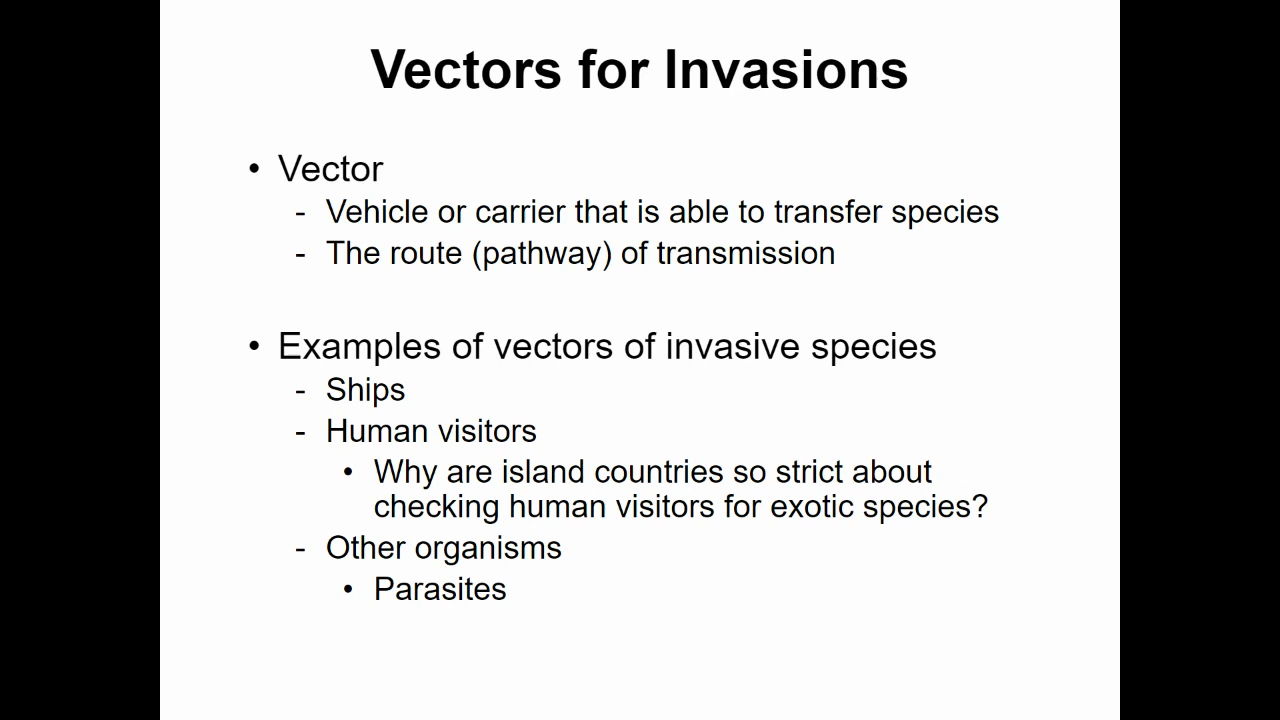 Vectors for Invasions
• Vector
- Vehicle or carrier that is able to transfer species
- The route (pathway) of transmission
• Examples of vectors of invasive species
- Ships
- Human visitors
• Why are island countries so strict about
checking human visitors for exotic species?
- Other organisms
• Parasites